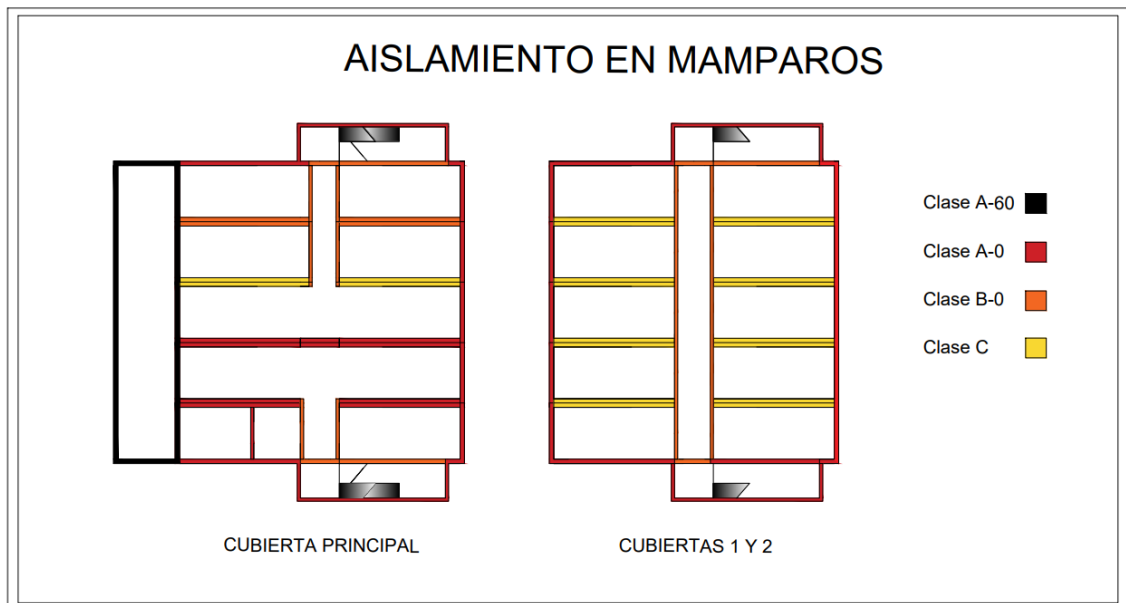 AISLAMIENTO EN MAMPAROS
Clase A-60
Clase A-0
Clase B-0
Clase C
CUBIERTA PRINCIPAL
CUBIERTAS 1 Y 2